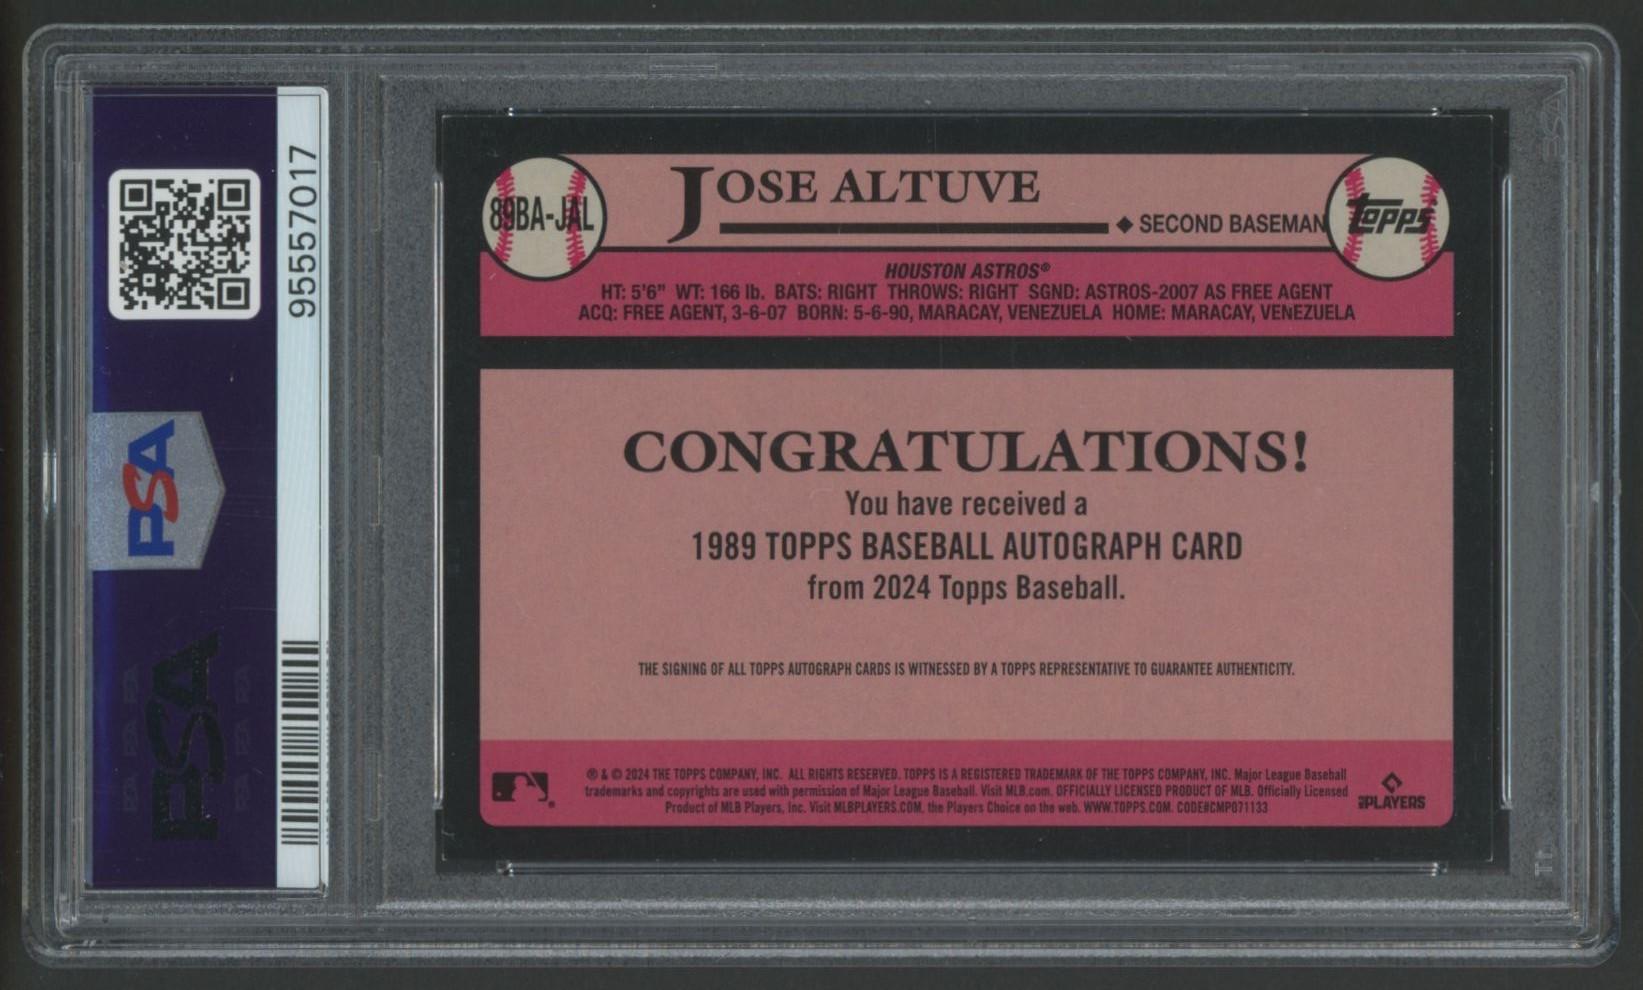 89BA-JAL
JOSE ALTUVE
◆ SECOND BASEMAN
topps
HOUSTON ASTROS®
HT: 5'6" WT: 166 lb. BATS: RIGHT THROWS: RIGHT SGND: ASTROS-2007 AS FREE AGENT
ACQ: FREE AGENT, 3-6-07 BORN: 5-6-90, MARACAY, VENEZUELA HOME: MARACAY, VENEZUELA
CONGRATULATIONS!
You have received a
1989 TOPPS BASEBALL AUTOGRAPH CARD
from 2024 Topps Baseball.
THE SIGNING OF ALL TOPPS AUTOGRAPH CARDS IS WITNESSED BY A TOPPS REPRESENTATIVE TO GUARANTEE AUTHENTICITY.
® & © 2024 THE TOPPS COMPANY, INC. ALL RIGHTS RESERVED. TOPPS IS A REGISTERED TRADEMARK OF THE TOPPS COMPANY, INC. Major League Baseball
trademarks and copyrights are used with permission of Major League Baseball. Visit MLB.com. OFFICIALLY LICENSED PRODUCT OF MLB. Officially Licensed
Product of MLB Players, Inc. Visit MLBPLAYERS.COM, the Players Choice on the web. WWW.TOPPS.COM. CODE#CMP071133
PLAYERS
95557017
PSA
PSA
PSA